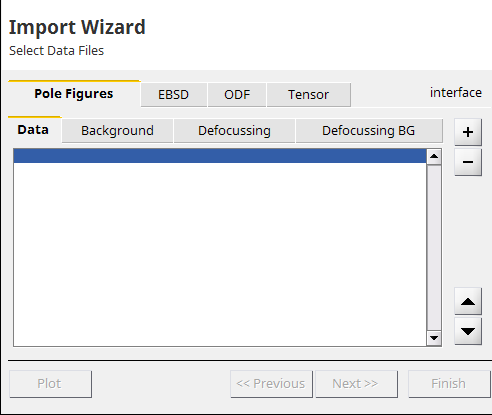 Import Wizard
Select Data Files
Pole Figures EBSD ODF Tensor interface
Data Background Defocussing Defocussing BG +
−
Plot << Previous Next >> Finish